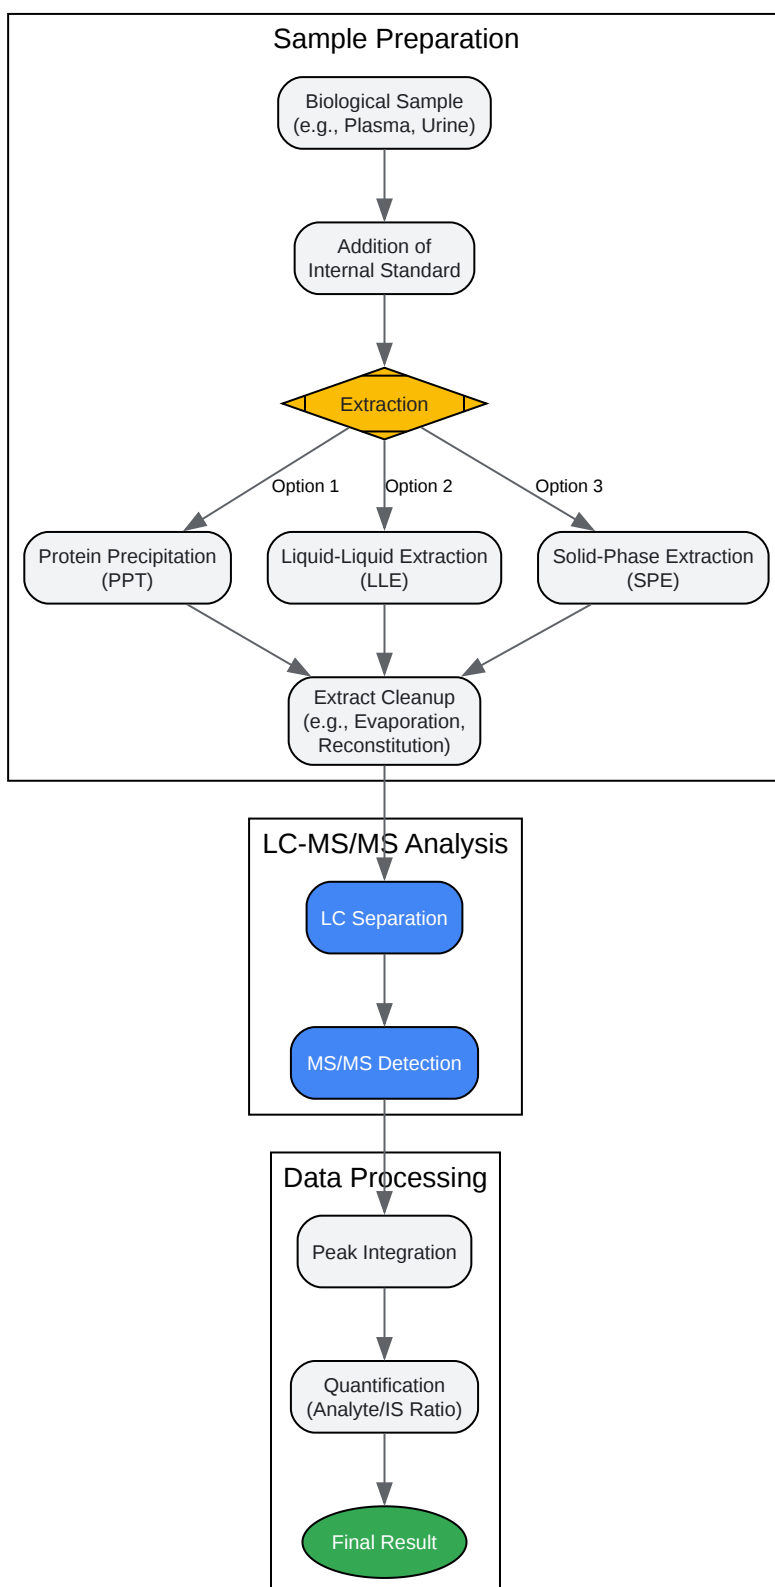 Sample Preparation
Biological Sample
(e.g., Plasma, Urine)
Addition of
Internal Standard
Extraction
Option 1
Option 2
Option 3
Protein Precipitation
(PPT)
Liquid-Liquid Extraction
(LLE)
Solid-Phase Extraction
(SPE)
Extract Cleanup
(e.g., Evaporation,
Reconstitution)
LC-MS/MS Analysis
LC Separation
MS/MS Detection
Data Processing
Peak Integration
Quantification
(Analyte/IS Ratio)
Final Result